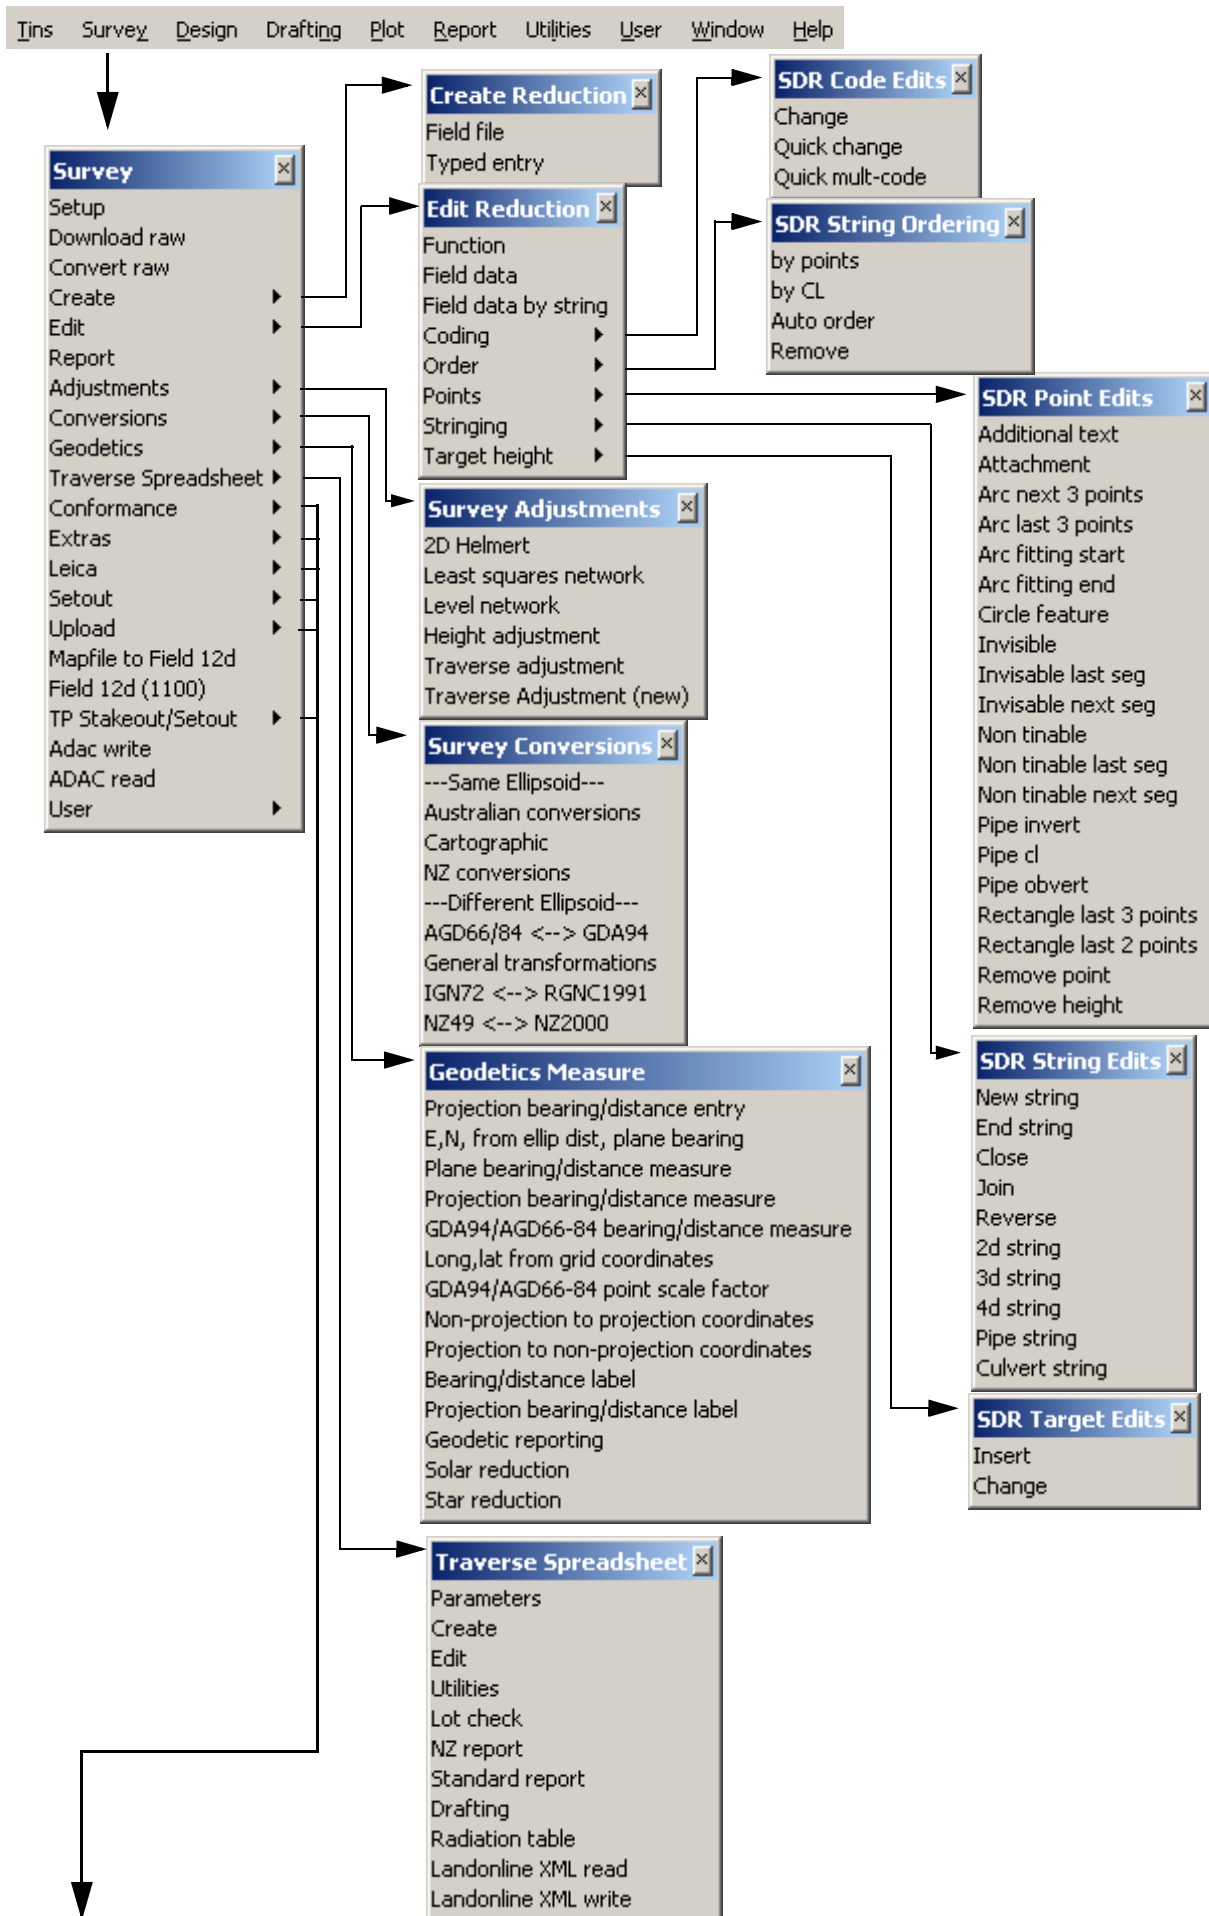 Tins Survey Design Drafting Plot Report Utilities User Window Help
Survey
Setup
Download raw
Convert raw
Create
Edit
Report
Adjustments
Conversions
Geodetics
Traverse Spreadsheet
Conformance
Extras
Leica
Setout
Upload
Mapfile to Field 12d
Field 12d (1100)
TP Stakeout/Setout
Adac write
ADAC read
User
Create Reduction
Field file
Typed entry
Edit Reduction
Function
Field data
Field data by string
Coding
Order
Points
Stringing
Target height
Survey Adjustments
2D Helmert
Least squares network
Level network
Height adjustment
Traverse adjustment
Traverse Adjustment (new)
Survey Conversions
---Same Ellipsoid---
Australian conversions
Cartographic
NZ conversions
---Different Ellipsoid---
AGD66/84 <--> GDA94
General transformations
IGN72 <--> RGNC1991
NZ49 <--> NZ2000
Geodetics Measure
Projection bearing/distance entry
E,N, from ellip dist, plane bearing
Plane bearing/distance measure
Projection bearing/distance measure
GDA94/AGD66-84 bearing/distance measure
Long,lat from grid coordinates
GDA94/AGD66-84 point scale factor
Non-projection to projection coordinates
Projection to non-projection coordinates
Bearing/distance label
Projection bearing/distance label
Geodetic reporting
Solar reduction
Star reduction
Traverse Spreadsheet
Parameters
Create
Edit
Utilities
Lot check
NZ report
Standard report
Drafting
Radiation table
Landonline XML read
Landonline XML write
SDR Code Edits
Change
Quick change
Quick mult-code
SDR String Ordering
by points
by CL
Auto order
Remove
SDR Point Edits
Additional text
Attachment
Arc next 3 points
Arc last 3 points
Arc fitting start
Arc fitting end
Circle feature
Invisible
Invisable last seg
Invisable next seg
Non tinable
Non tinable last seg
Non tinable next seg
Pipe invert
Pipe cl
Pipe obvert
Rectangle last 3 points
Rectangle last 2 points
Remove point
Remove height
SDR String Edits
New string
End string
Close
Join
Reverse
2d string
3d string
4d string
Pipe string
Culvert string
SDR Target Edits
Insert
Change